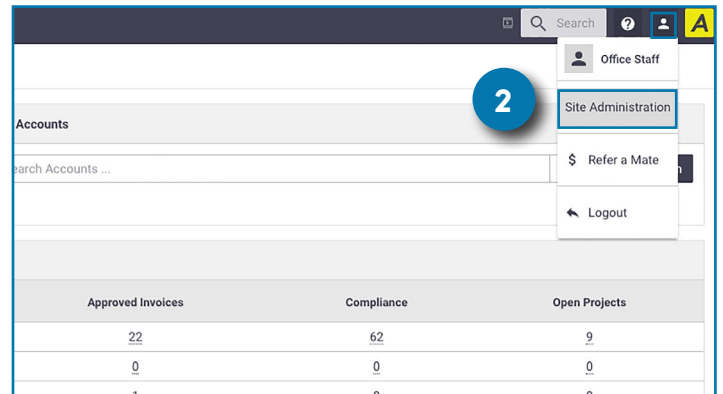 Search
?
A
Office Staff
2
Site Administration
Accounts
earch Accounts ...
$ Refer a Mate
Logout
Approved Invoices Compliance Open Projects
22 62 9
0 0 0